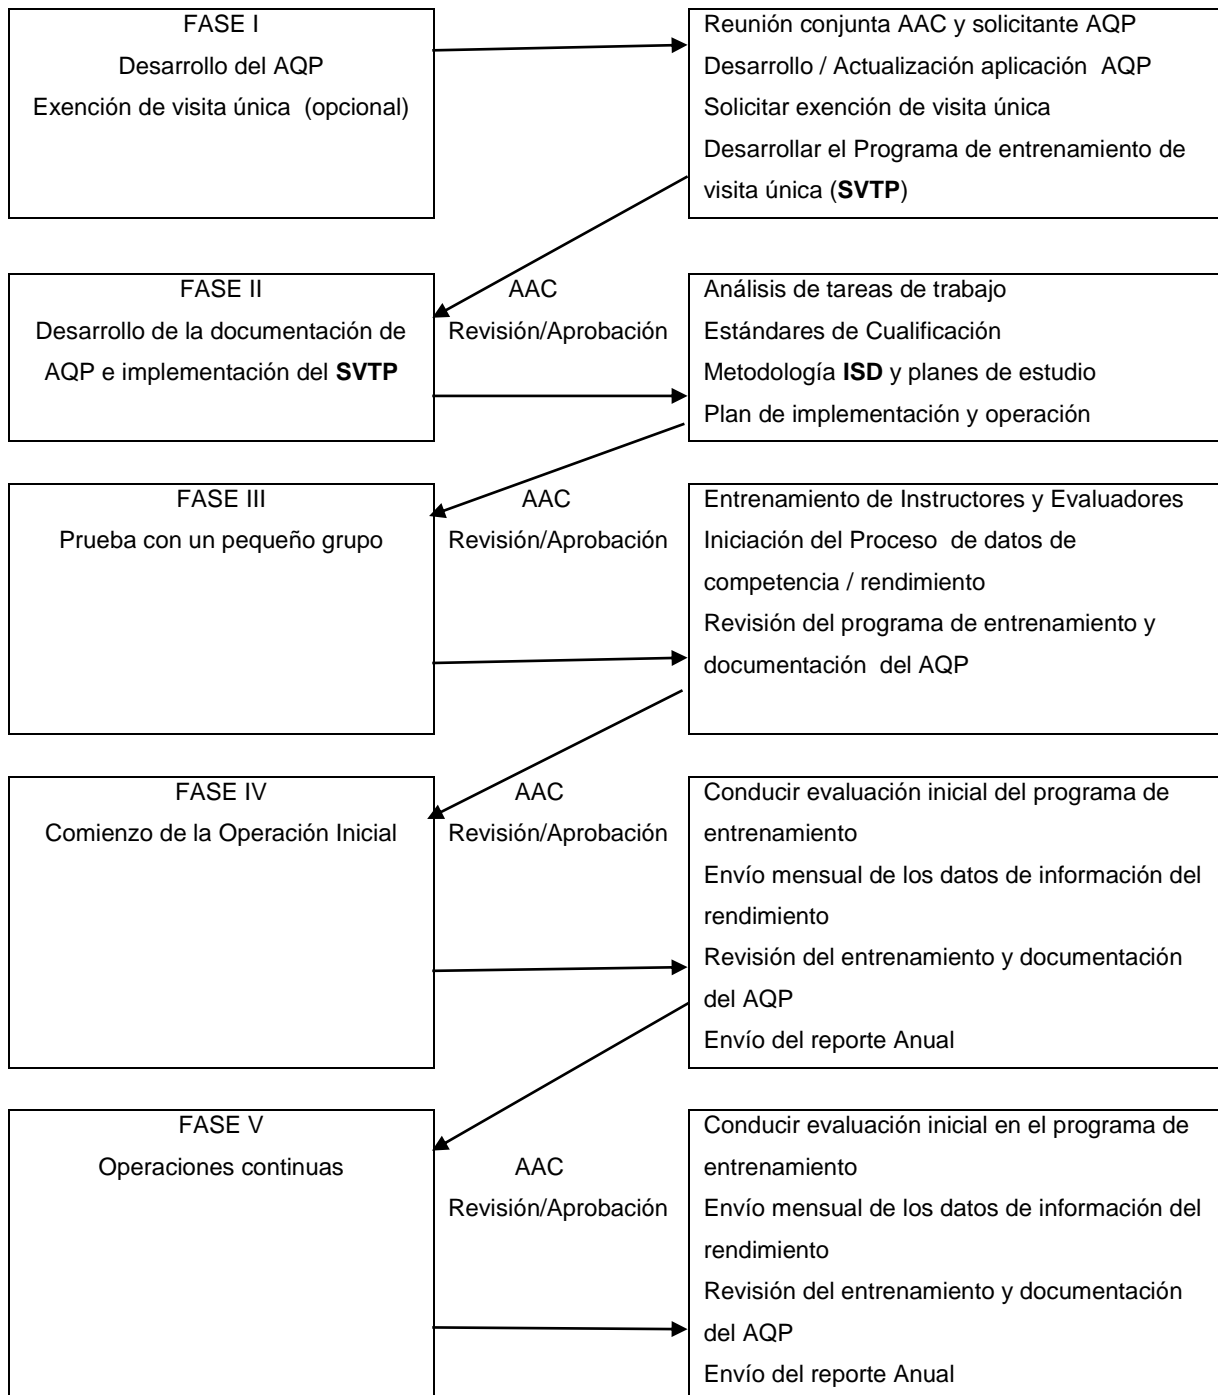 FASE I
Desarrollo del AQP
Exención de visita única (opcional)
Reunión conjunta AAC y solicitante AQP
Desarrollo / Actualización aplicación AQP
Solicitar exención de visita única
Desarrollar el Programa de entrenamiento de
visita única (SVTP)
FASE II
Desarrollo de la documentación de
AQP e implementación del SVTP
AAC
Revisión/Aprobación
Análisis de tareas de trabajo
Estándares de Cualificación
Metodología ISD y planes de estudio
Plan de implementación y operación
FASE III
Prueba con un pequeño grupo
AAC
Revisión/Aprobación
Entrenamiento de Instructores y Evaluadores
Iniciación del Proceso de datos de
competencia / rendimiento
Revisión del programa de entrenamiento y
documentación del AQP
FASE IV
Comienzo de la Operación Inicial
AAC
Revisión/Aprobación
Conducir evaluación inicial del programa de
entrenamiento
Envío mensual de los datos de información del
rendimiento
Revisión del entrenamiento y documentación
del AQP
Envío del reporte Anual
FASE V
Operaciones continuas
AAC
Revisión/Aprobación
Conducir evaluación inicial en el programa de
entrenamiento
Envío mensual de los datos de información del
rendimiento
Revisión del entrenamiento y documentación
del AQP
Envío del reporte Anual